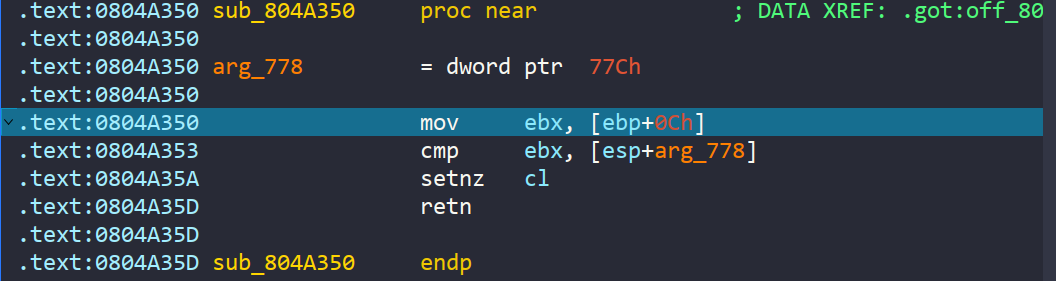 .text:0804A350 sub_804A350 proc near ; DATA XREF: .got:off_80
.text:0804A350
.text:0804A350 arg_778 = dword ptr 77Ch
.text:0804A350
.text:0804A350 mov ebx, [ebp+0Ch]
.text:0804A353 cmp ebx, [esp+arg_778]
.text:0804A35A setnz cl
.text:0804A35D retn
.text:0804A35D
.text:0804A35D sub_804A350 endp